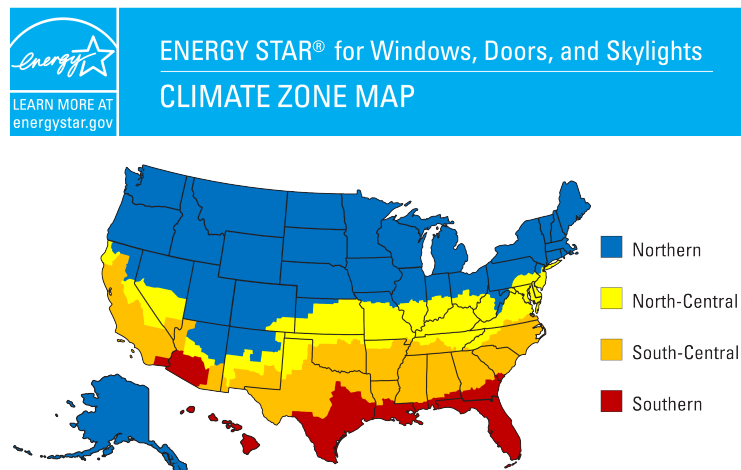 energy
LEARN MORE AT
energystar.gov
ENERGY STAR® for Windows, Doors, and Skylights
CLIMATE ZONE MAP
Northern
North-Central
South-Central
Southern